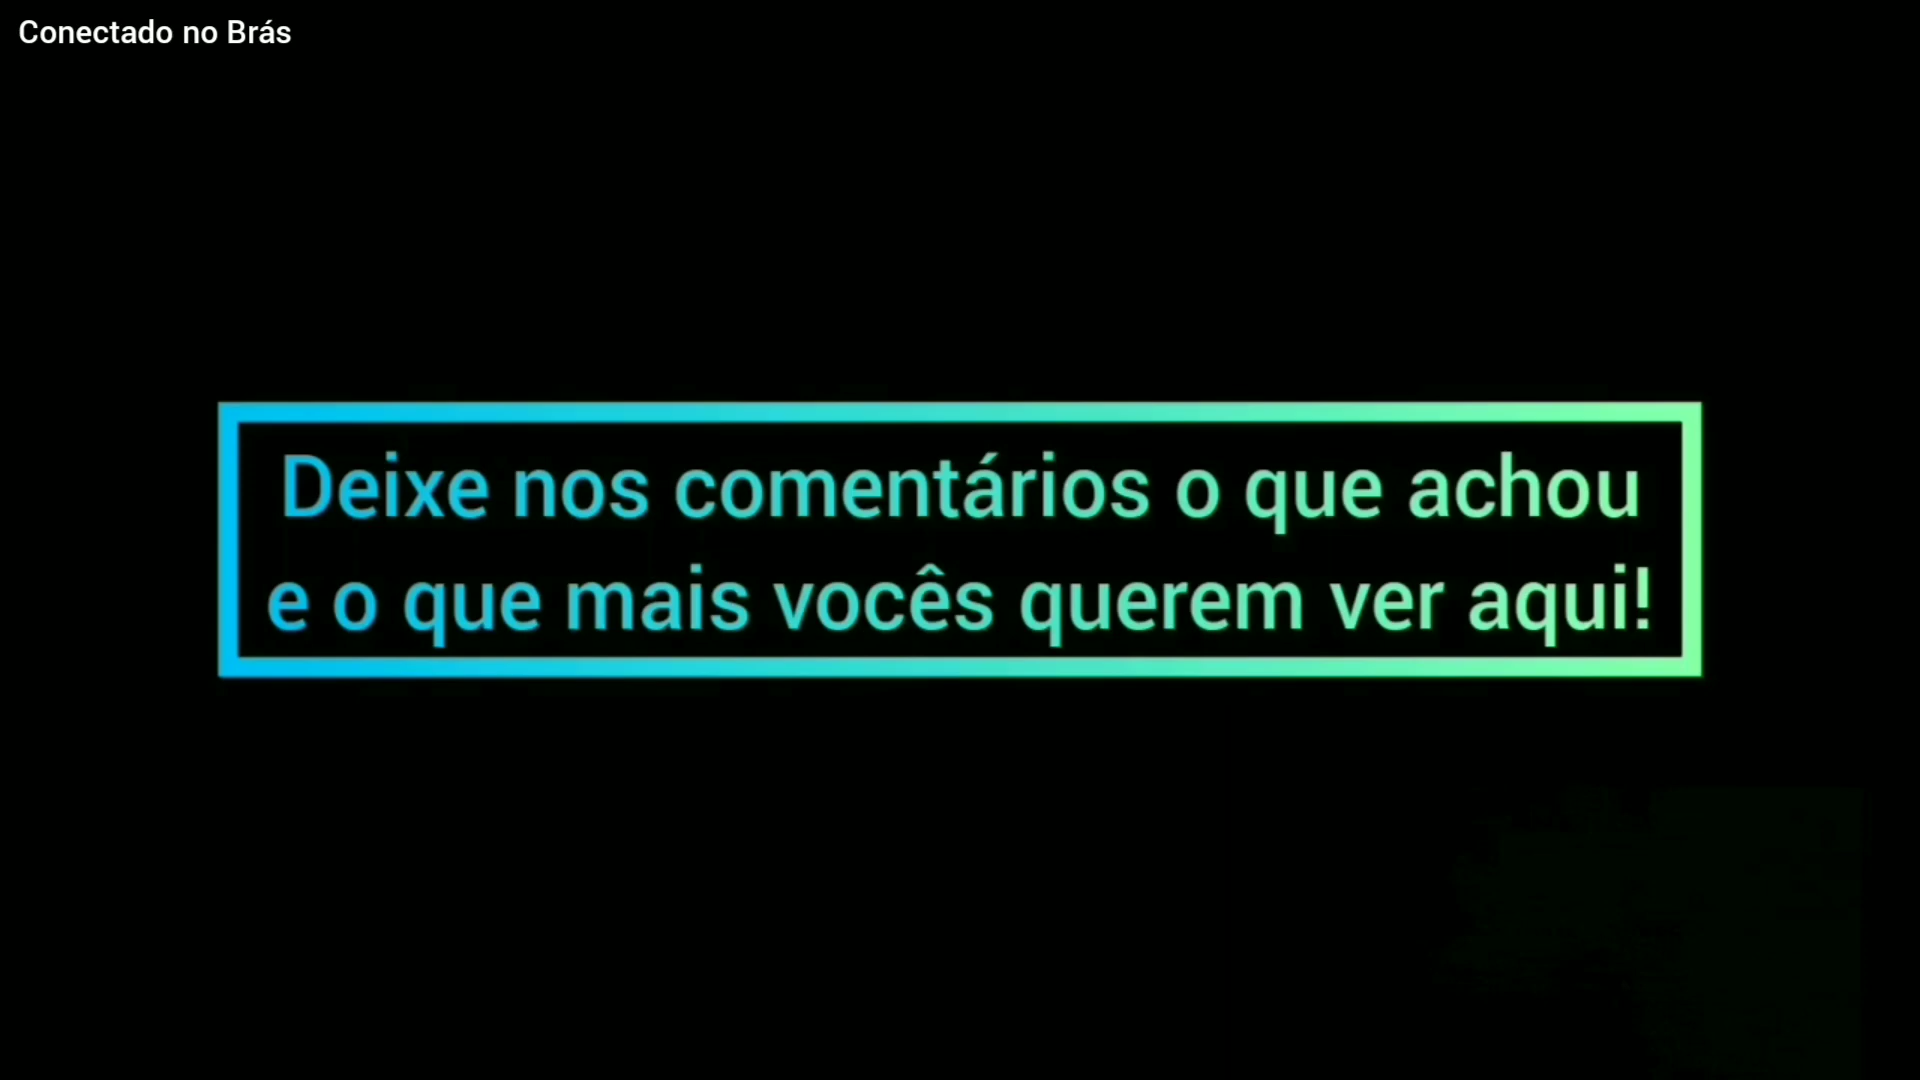 Conectado no Brás
Deixe nos comentários o que achou
e o que mais vocês querem ver aqui!